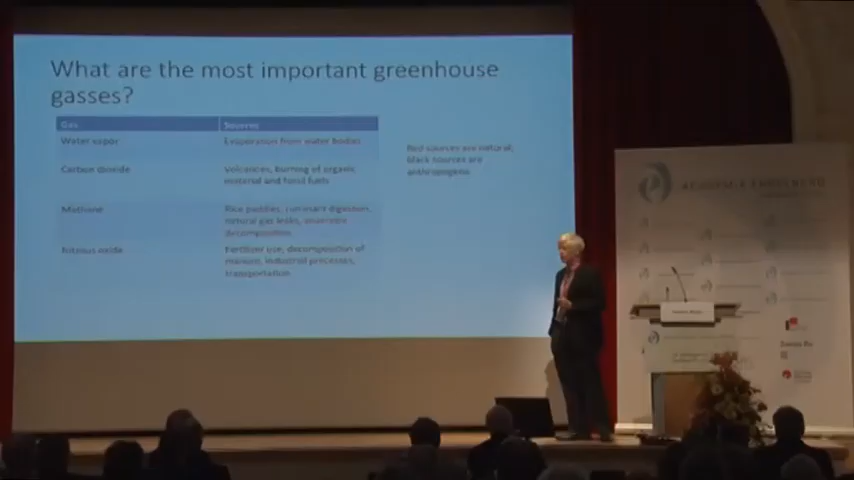 What are the most important greenhouse
gasses?
Gas
Sources
Water vapor
Evaporation from water bodies
Carbon dioxide
Volcanoes, burning of organic
material and fossil fuels
Methane
Rice paddies, ruminant digestion,
natural gas leaks, anaerobic
decomposition
Nitrous oxide
Fertilizer use, decomposition of
manure, industrial processes,
transportation
Red sources are natural,
black sources are
anthropogenic